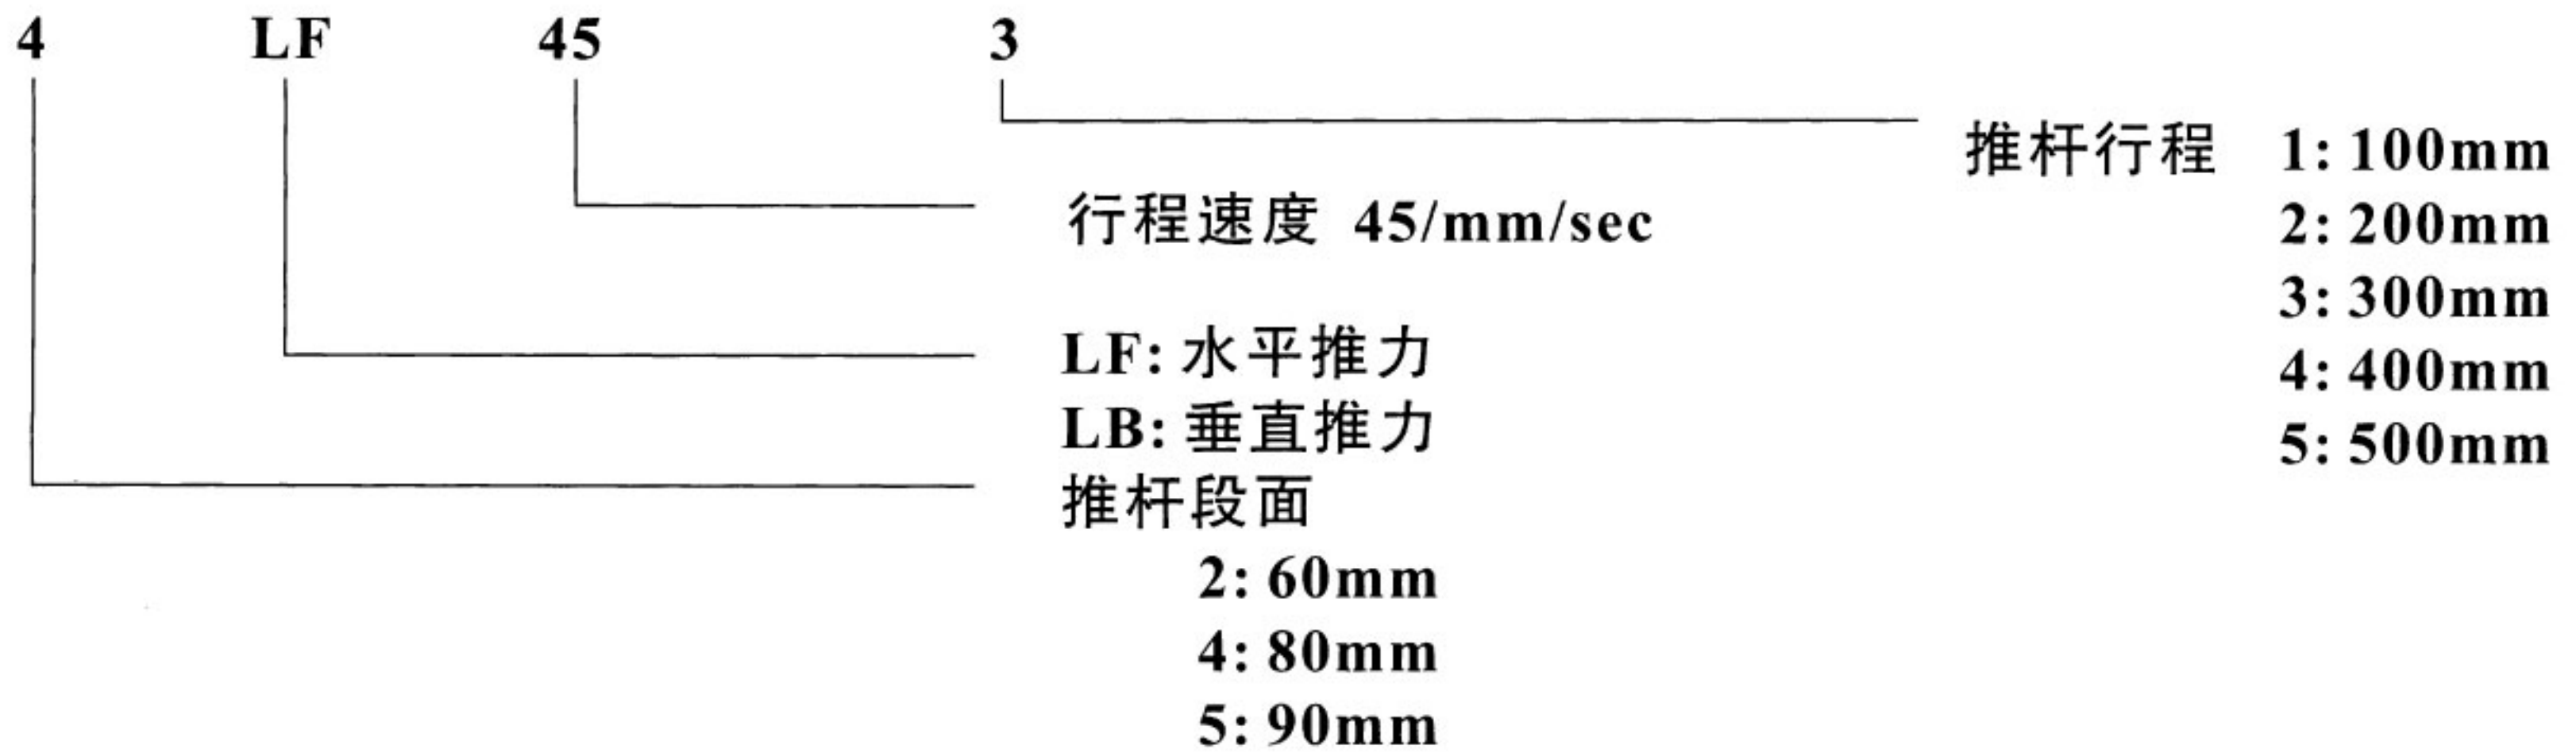 4 LF 45 3
推杆行程 1: 100mm
行程速度 45/mm/sec
2: 200mm
3: 300mm
LF: 水平推力
4: 400mm
LB: 垂直推力
5: 500mm
推杆段面
2: 60mm
4: 80mm
5: 90mm